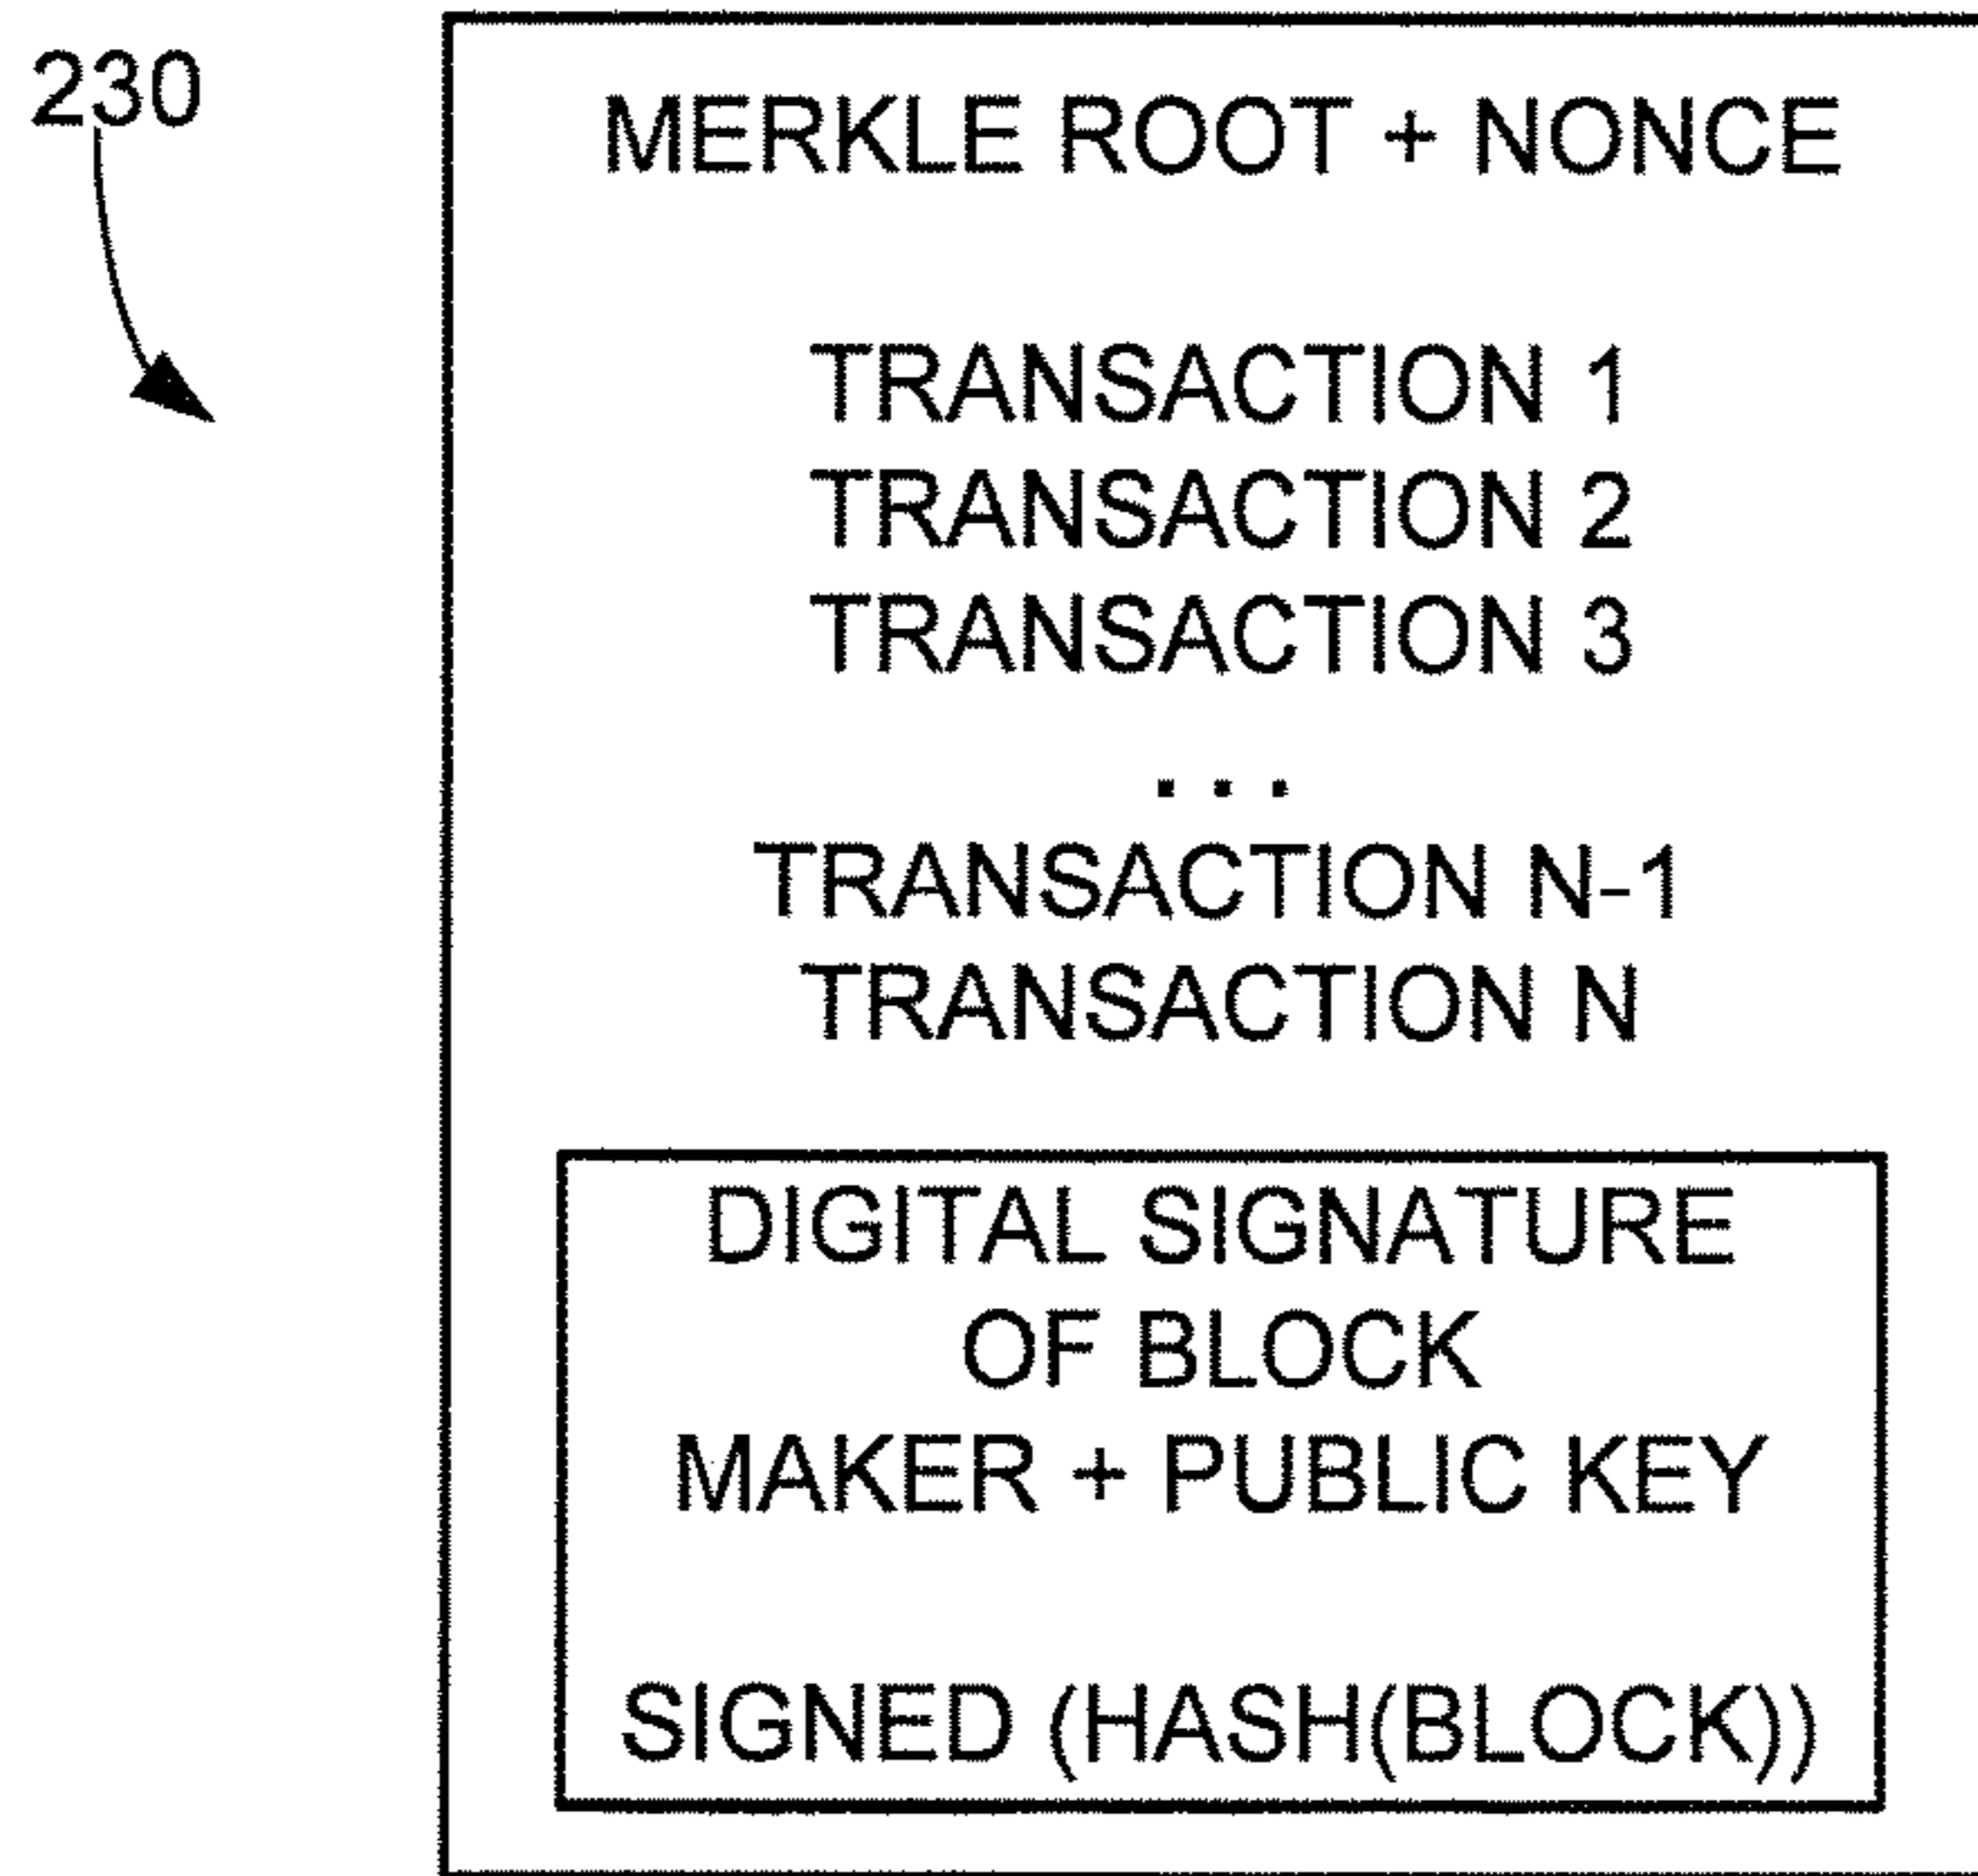 230
MERKLE ROOT + NONCE
TRANSACTION 1
TRANSACTION 2
TRANSACTION 3
...
TRANSACTION N-1
TRANSACTION N
DIGITAL SIGNATURE
OF BLOCK
MAKER + PUBLIC KEY
SIGNED (HASH(BLOCK))